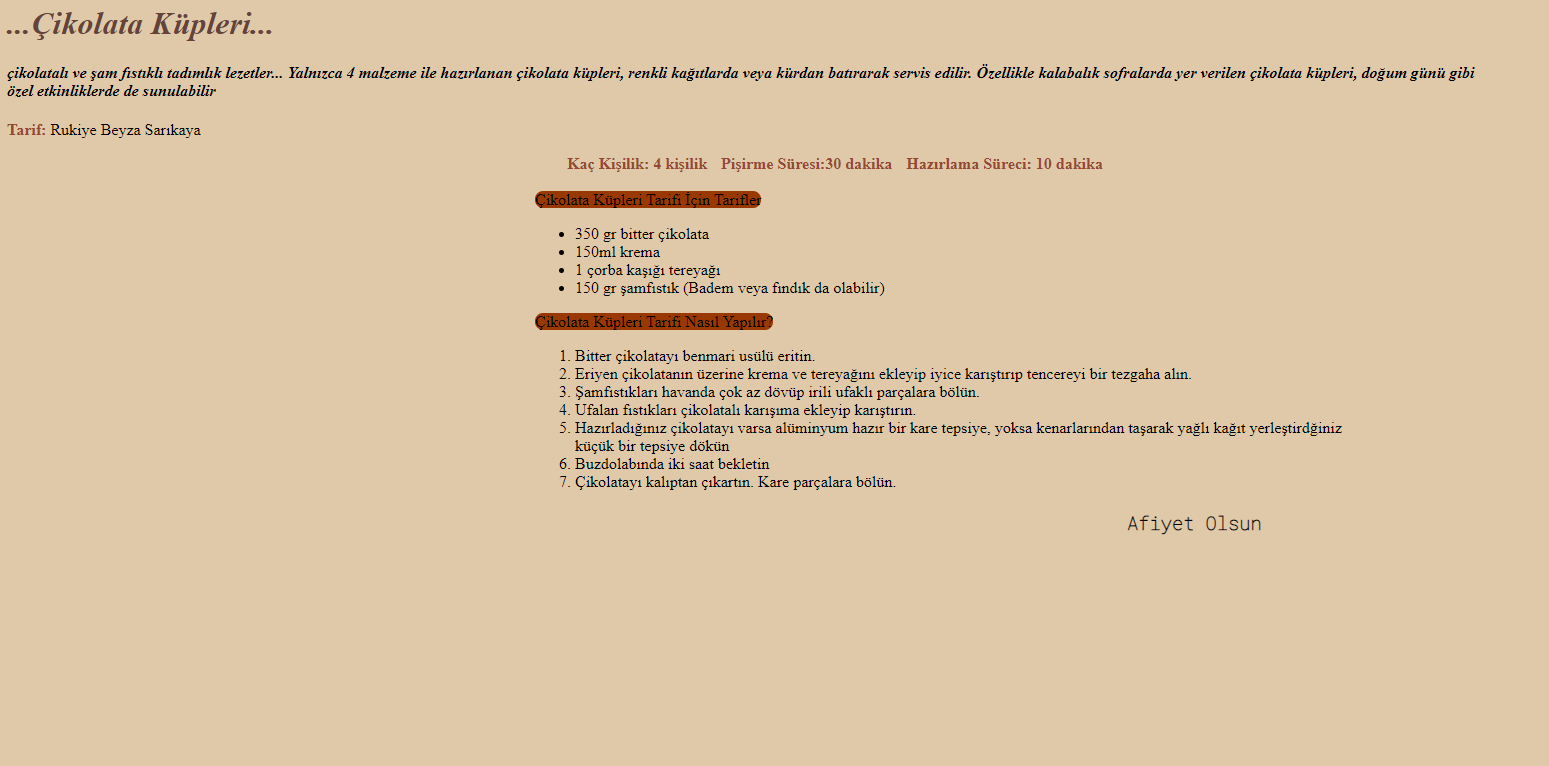 ...Çikolata Küpleri...
çikolatalı ve şam fıstıklı tadımlık lezetler... Yalnızca 4 malzeme ile hazırlanan çikolata küpleri, renkli kağıtlarda veya kürdan batırarak servis edilir. Özellikle kalabalık sofralarda yer verilen çikolata küpleri, doğum günü gibi
özel etkinliklerde de sunulabilir
Tarif: Rukiye Beyza Sarıkaya
Kaç Kişilik: 4 kişilik Pişirme Süresi:30 dakika Hazırlama Süreci: 10 dakika
Çikolata Küpleri Tarifi İçin Tarifler
• 350 gr bitter çikolata
• 150ml krema
• 1 çorba kaşığı tereyağı
• 150 gr şamfıstık (Badem veya fındık da olabilir)
Çikolata Küpleri Tarifi Nasıl Yapılır?
1. Bitter çikolatayı benmari usülü eritin.
2. Eriyen çikolatanın üzerine krema ve tereyağını ekleyip iyice karıştırıp tencereyi bir tezgaha alın.
3. Şamfıstıkları havanda çok az dövüp irili ufaklı parçalara bölün.
4. Ufalan fıstıkları çikolatalı karışıma ekleyip karıştırın.
5. Hazırladığınız çikolatayı varsa alüminyum hazır bir kare tepsiye, yoksa kenarlarından taşarak yağlı kağıt yerleştirdğiniz
küçük bir tepsiye dökün
6. Buzdolabında iki saat bekletin
7. Çikolatayı kalıptan çıkartın. Kare parçalara bölün.
Afiyet Olsun